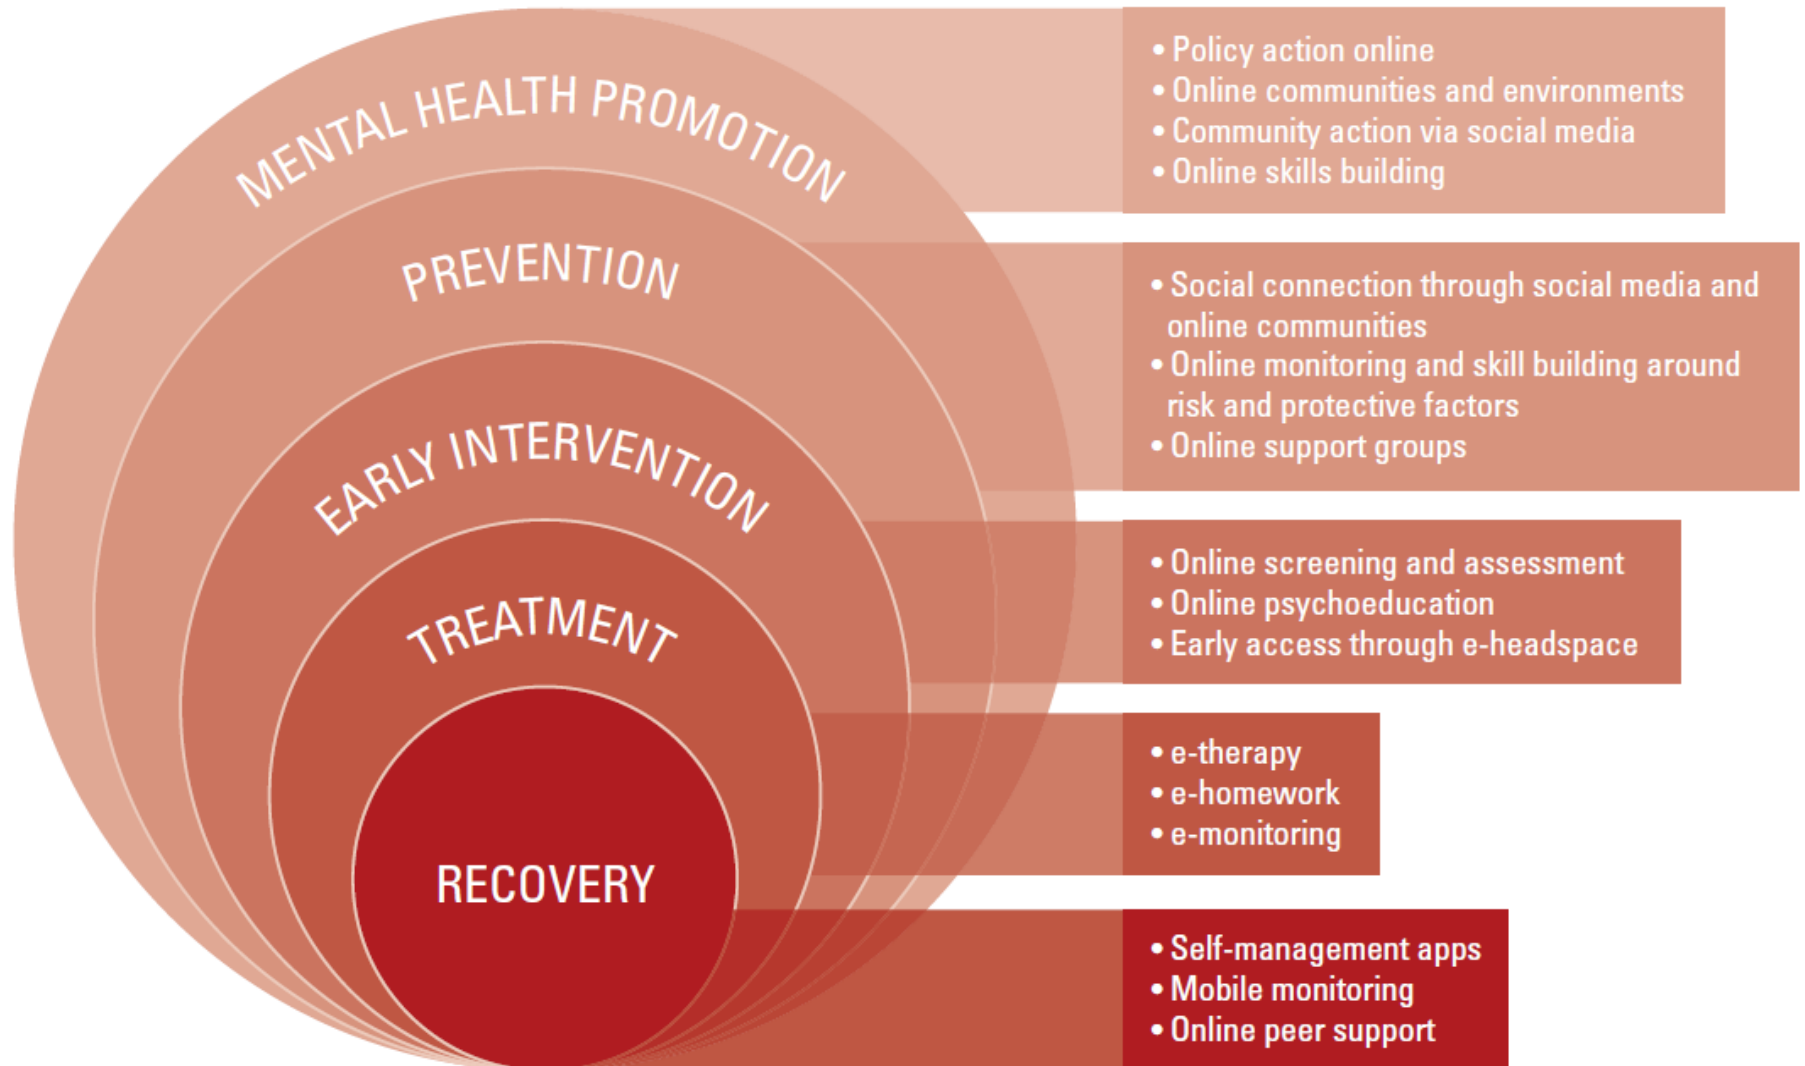 MENTAL HEALTH PROMOTION
• Policy action online
• Online communities and environments
• Community action via social media
• Online skills building
PREVENTION
• Social connection through social media and
online communities
• Online monitoring and skill building around
risk and protective factors
• Online support groups
EARLY INTERVENTION
• Online screening and assessment
• Online psychoeducation
• Early access through e-headspace
TREATMENT
• e-therapy
• e-homework
• e-monitoring
RECOVERY
• Self-management apps
• Mobile monitoring
• Online peer support